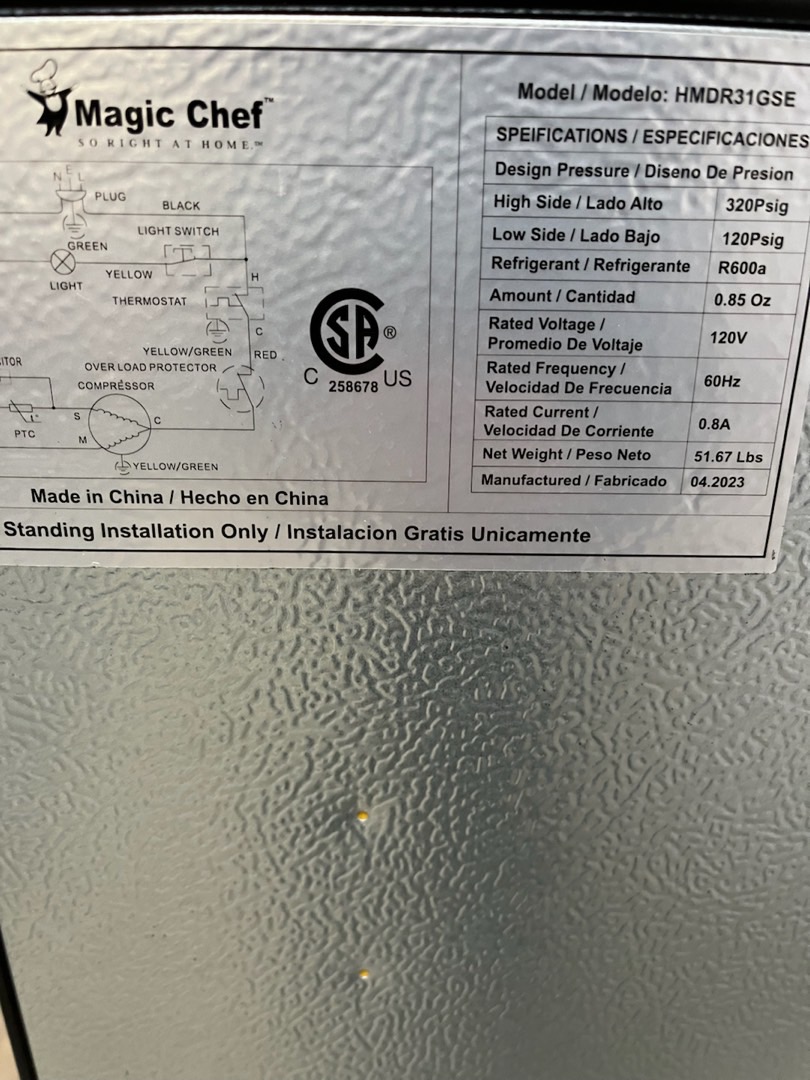 Magic Chef™
SO RIGHT AT HOME.℠
N E L
PLUG
BLACK
LIGHT SWITCH
GREEN
LIGHT
YELLOW
H
THERMOSTAT
C
YELLOW/GREEN
RED
OVER LOAD PROTECTOR
ITOR
COMPRESSOR
S
C
M
PTC
YELLOW/GREEN
SA®
C 258678 US
Made in China / Hecho en China
Standing Installation Only / Instalacion Gratis Unicamente
Model / Modelo: HMDR31GSE
SPEIFICATIONS / ESPECIFICACIONES
Design Pressure / Diseno De Presion
High Side / Lado Alto 320Psig
Low Side / Lado Bajo 120Psig
Refrigerant / Refrigerante R600a
Amount / Cantidad 0.85 Oz
Rated Voltage /
Promedio De Voltaje 120V
Rated Frequency /
Velocidad De Frecuencia 60Hz
Rated Current /
Velocidad De Corriente 0.8A
Net Weight / Peso Neto 51.67 Lbs
Manufactured / Fabricado 04.2023